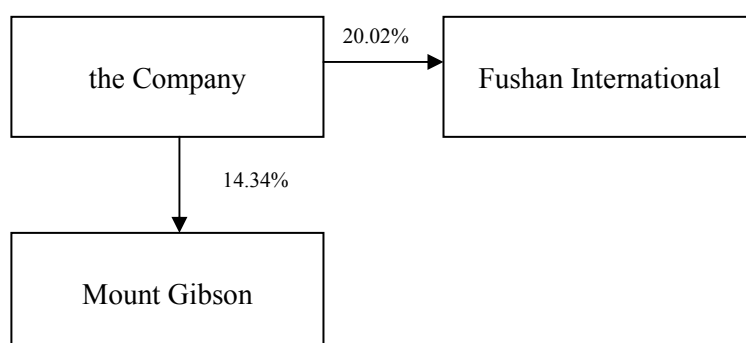 20.02%
the Company
Fushan International
14.34%
Mount Gibson